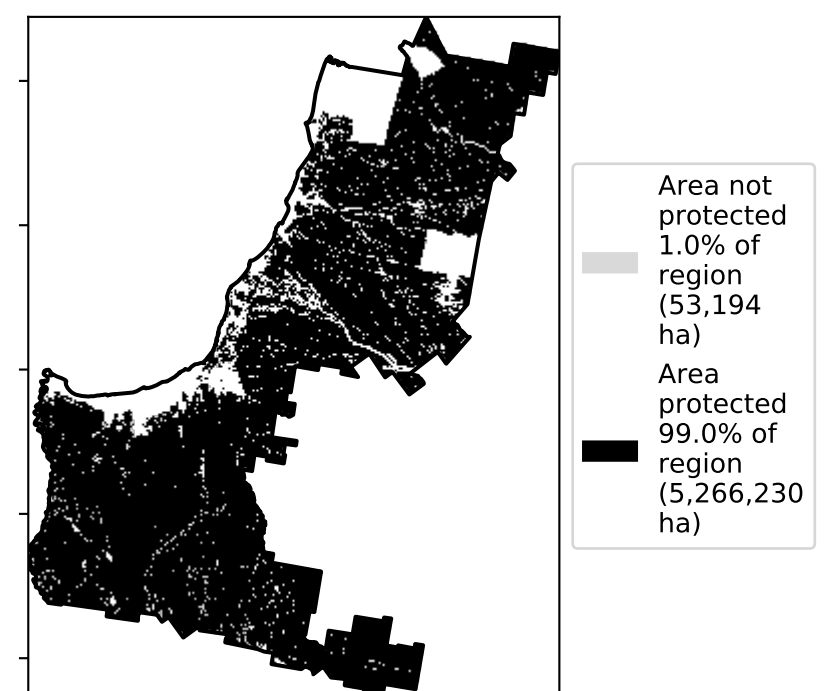 Area not
protected
1.0% of
region
(53,194
ha)
Area
protected
99.0% of
region
(5,266,230
ha)